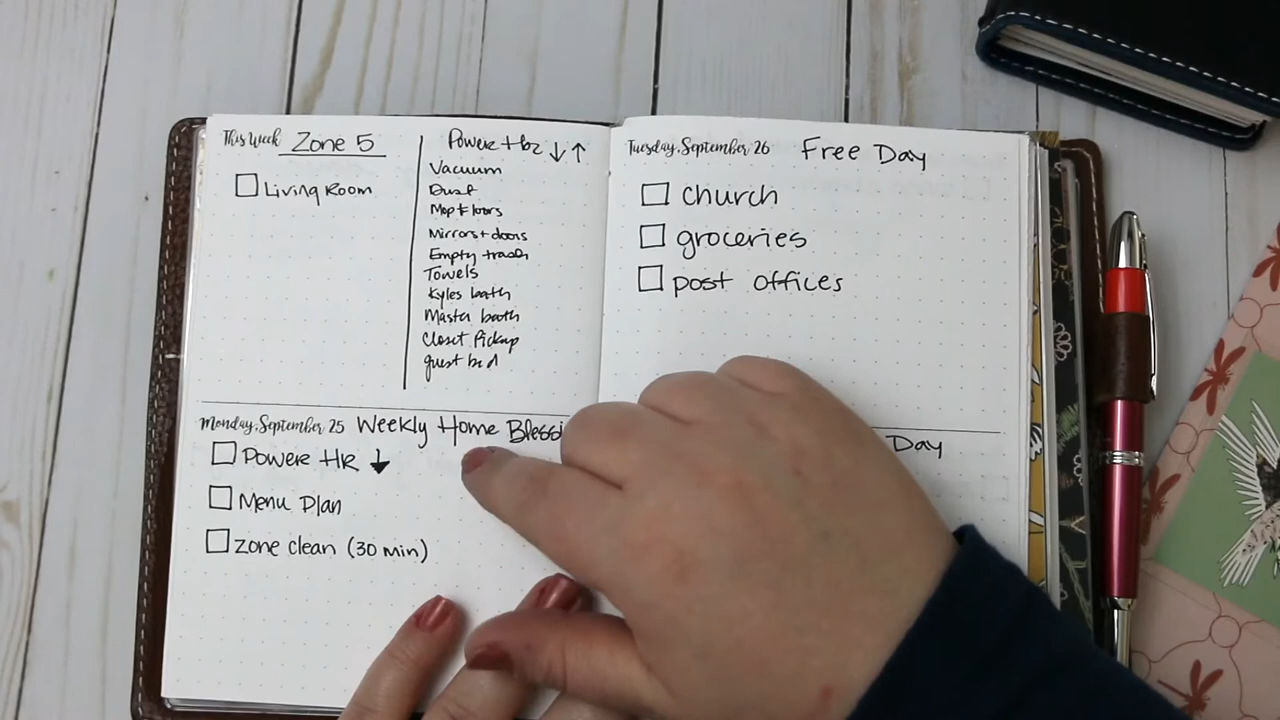 This Week Zone 5
Living Room
Power Hr ↓ ↑
Vacuum
Dust
Mop floors
Mirrors + doors
Empty trash
Towels
Kyles bath
Master bath
Closet Pickup
guest bed
Monday, September 25 Weekly Home Blessi
Power HR ↓
Menu Plan
Zone clean (30 min)
Tuesday, September 26 Free Day
church
groceries
post offices
Day